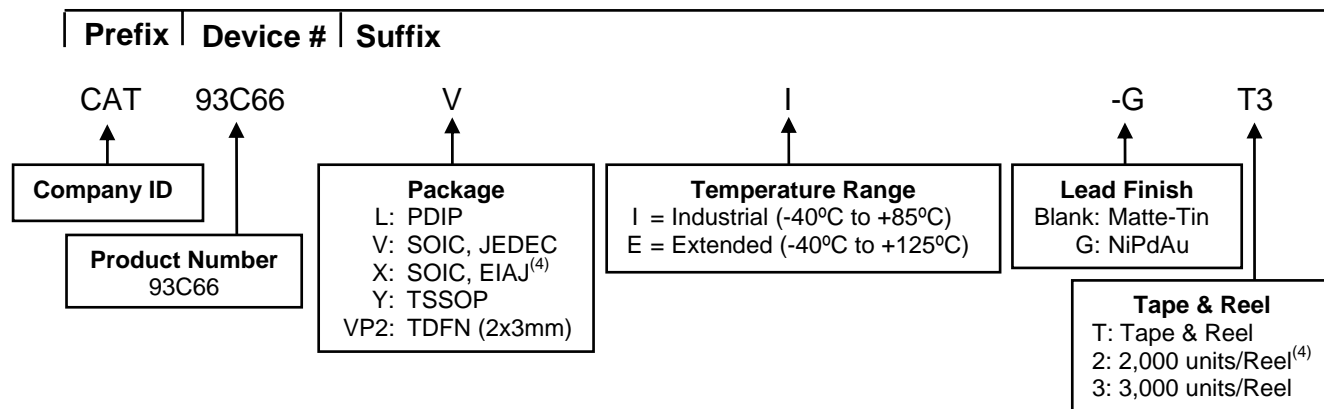 Prefix Device # Suffix
CAT 93C66 V I -G T3
Company ID
Product Number
93C66
Package
L: PDIP
V: SOIC, JEDEC
X: SOIC, EIAJ(4)
Y: TSSOP
VP2: TDFN (2x3mm)
Temperature Range
I = Industrial (-40ºC to +85ºC)
E = Extended (-40ºC to +125ºC)
Lead Finish
Blank: Matte-Tin
G: NiPdAu
Tape & Reel
T: Tape & Reel
2: 2,000 units/Reel(4)
3: 3,000 units/Reel